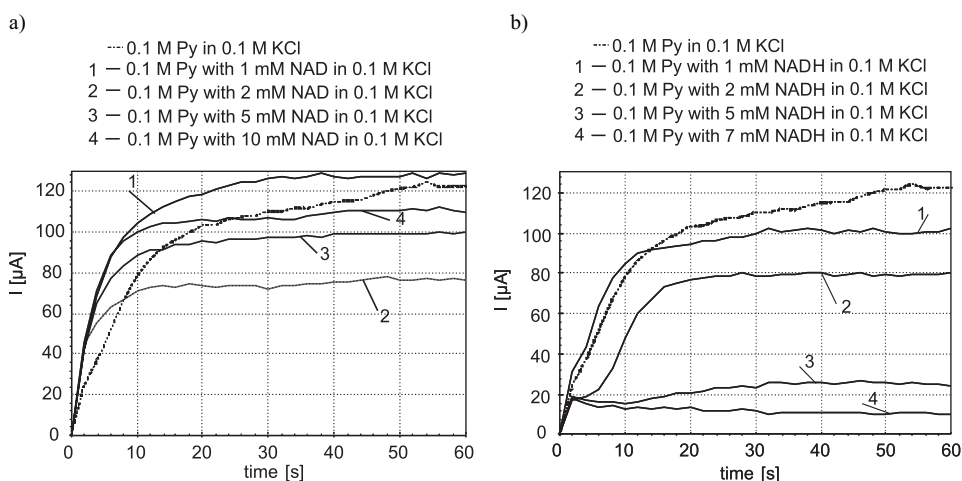 a)
0.1 M Py in 0.1 M KCl
1 — 0.1 M Py with 1 mM NAD in 0.1 M KCl
2 — 0.1 M Py with 2 mM NAD in 0.1 M KCl
3 — 0.1 M Py with 5 mM NAD in 0.1 M KCl
4 — 0.1 M Py with 10 mM NAD in 0.1 M KCl
I [µA]
120
100
80
60
40
20
0
1
4
3
2
0 10 20 30 40 50 60
time [s]
b)
0.1 M Py in 0.1 M KCl
1 — 0.1 M Py with 1 mM NADH in 0.1 M KCl
2 — 0.1 M Py with 2 mM NADH in 0.1 M KCl
3 — 0.1 M Py with 5 mM NADH in 0.1 M KCl
4 — 0.1 M Py with 7 mM NADH in 0.1 M KCl
I [µA]
120
100
80
60
40
20
0
1
2
3
4
0 10 20 30 40 50 60
time [s]